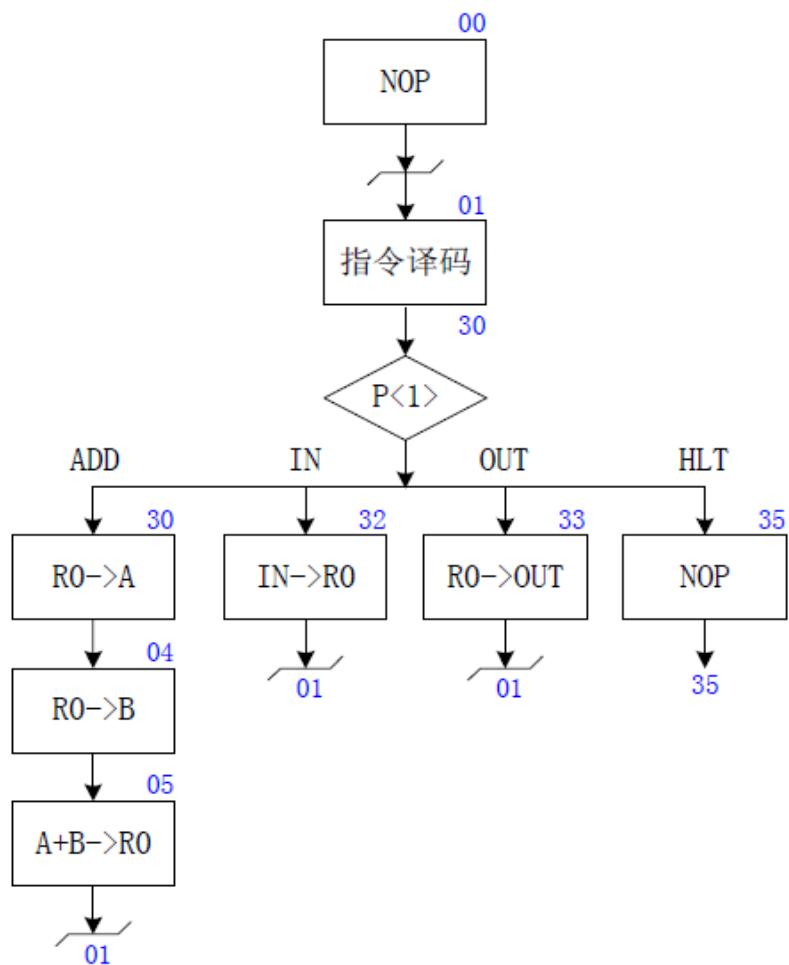 00
NOP
01
指令译码
30
P<1>
ADD IN OUT HLT
30 32 33 35
R0->A IN->R0 R0->OUT NOP
04 01 01 35
R0->B
05
A+B->R0
01